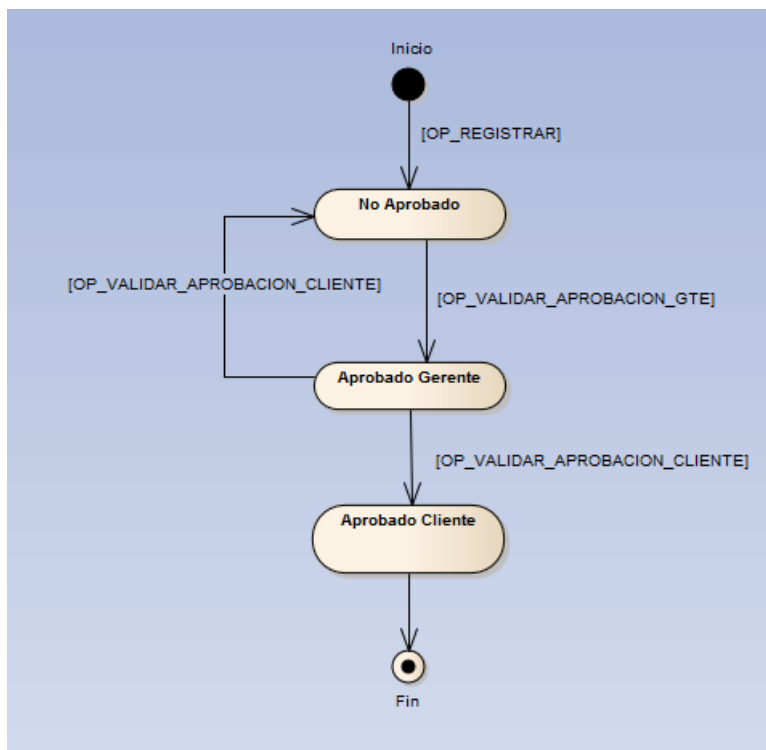 Inicio
[OP_REGISTRAR]
No Aprobado
[OP_VALIDAR_APROBACION_CLIENTE]
[OP_VALIDAR_APROBACION_GTE]
Aprobado Gerente
[OP_VALIDAR_APROBACION_CLIENTE]
Aprobado Cliente
Fin